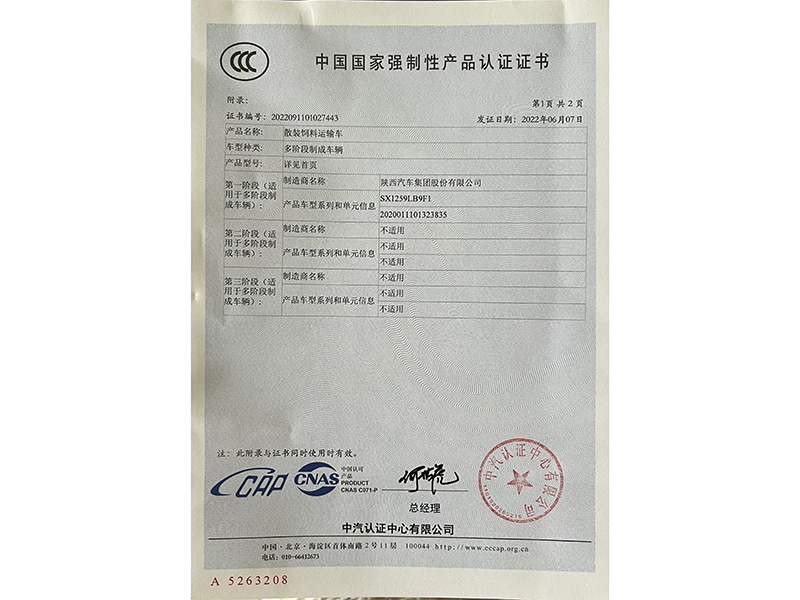 CCC
中国国家强制性产品认证证书
附录：
第1页 共 2 页
证书编号：2022091101027443
发证日期：2022年06月07日
产品名称： 散装饲料运输车
车型种类： 多阶段制成车辆
产品型号： 详见首页
第一阶段（适用于多阶段制成车辆）： 制造商名称 陕西汽车集团股份有限公司
产品车型系列和单元信息 SX1259LB9F1
2020011101323835
第二阶段（适用于多阶段制成车辆）： 制造商名称 不适用
产品车型系列和单元信息 不适用
不适用
第三阶段（适用于多阶段制成车辆）： 制造商名称 不适用
产品车型系列和单元信息 不适用
不适用
注：此附录与证书同时使用时有效。
CCAP
CNAS
中国认可
产品
PRODUCT
CNAS C071-P
总经理
中汽认证中心有限公司
中汽认证中心有限公司
中国·北京·海淀区首体南路2号11层 100044 http://www.cccap.org.cn
电话：010-66412673
A 5263208